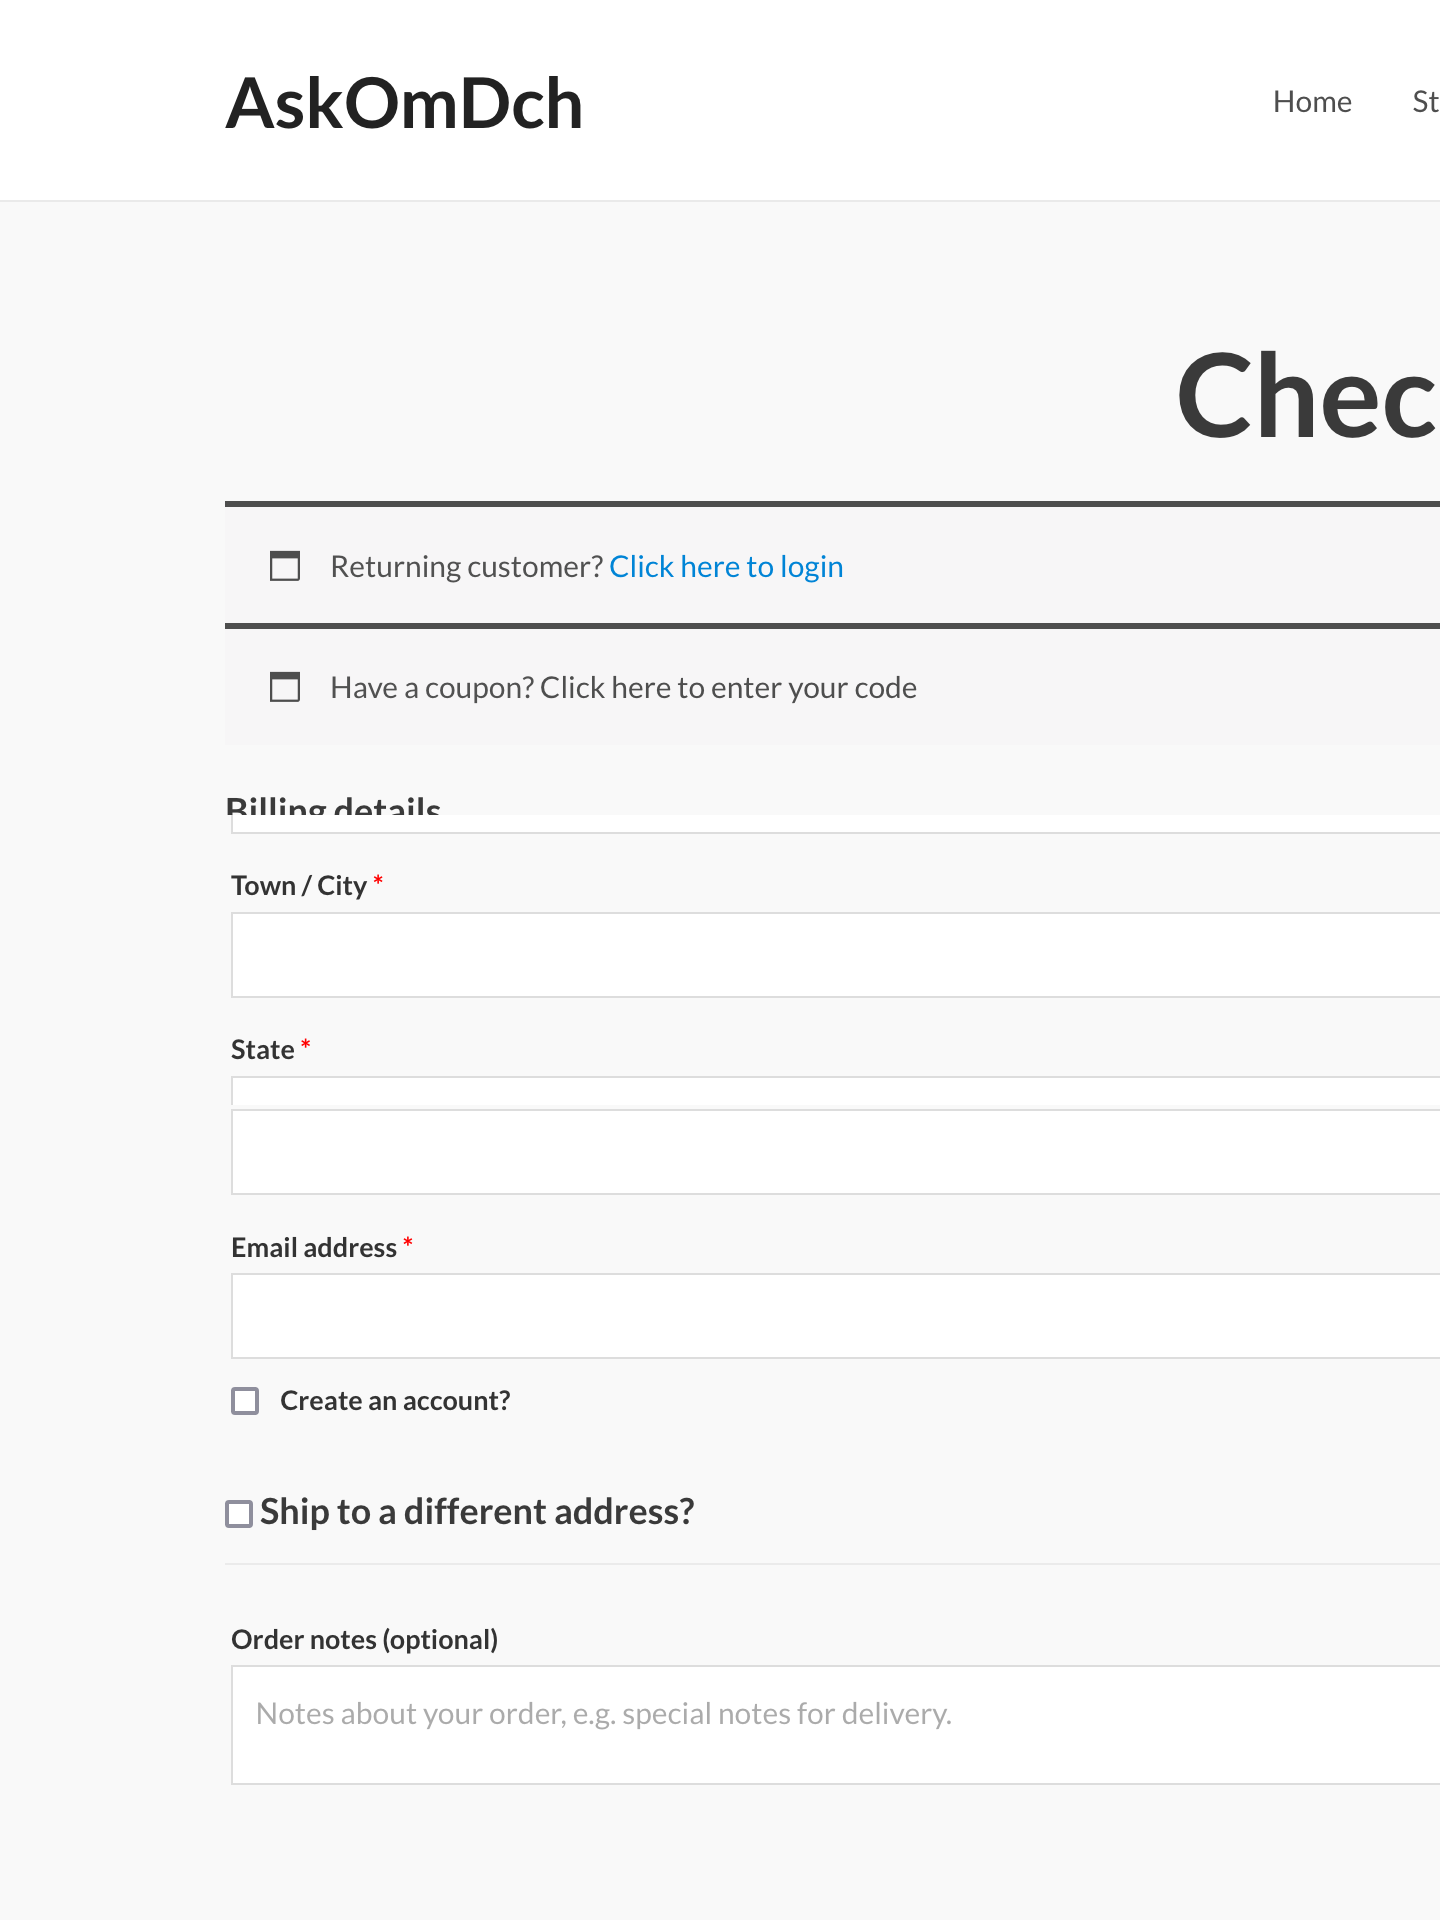 AskOmDch
Home St
Chec
Returning customer? Click here to login
Have a coupon? Click here to enter your code
Billing details
Town / City *
State *
Email address *
Create an account?
Ship to a different address?
Order notes (optional)
Notes about your order, e.g. special notes for delivery.